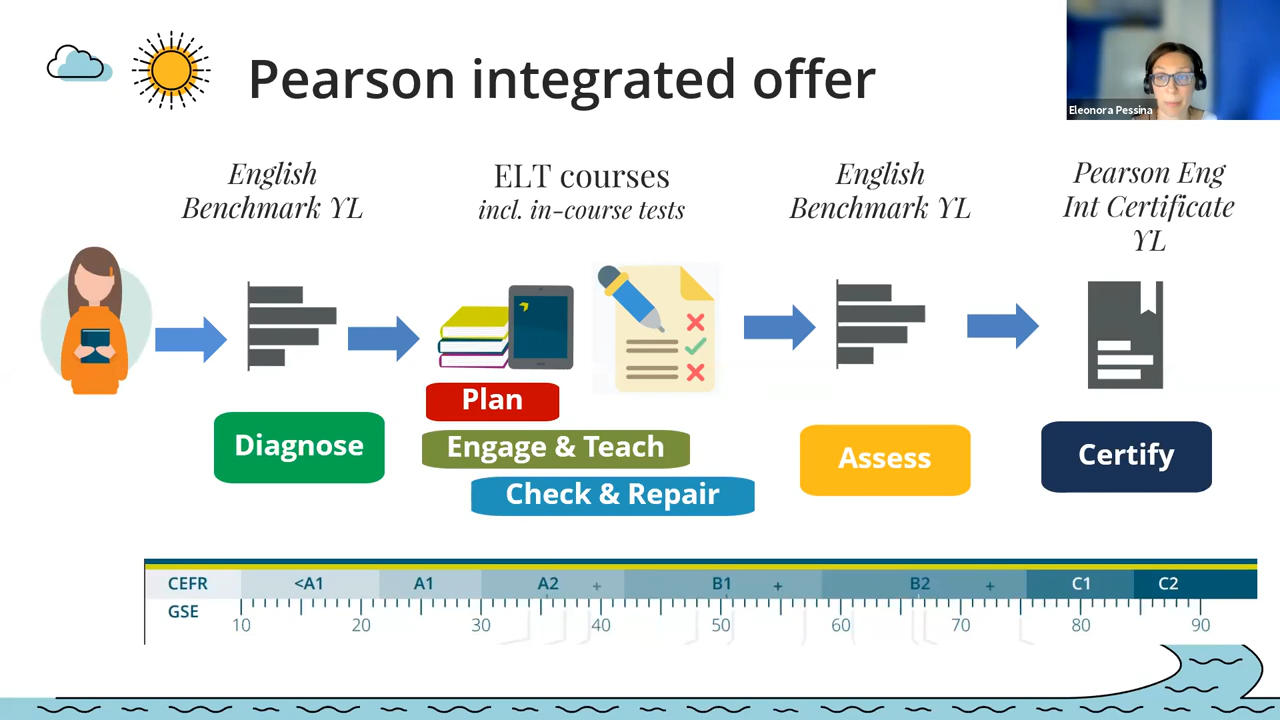 Pearson integrated offer
Eleonora Pessina
English
Benchmark YL
ELT courses
incl. in-course tests
English
Benchmark YL
Pearson Eng
Int Certificate
YL
Diagnose
Plan
Engage & Teach
Check & Repair
Assess
Certify
CEFR <A1 A1 A2 + B1 + B2 + C1 C2
GSE
10 20 30 40 50 60 70 80 90